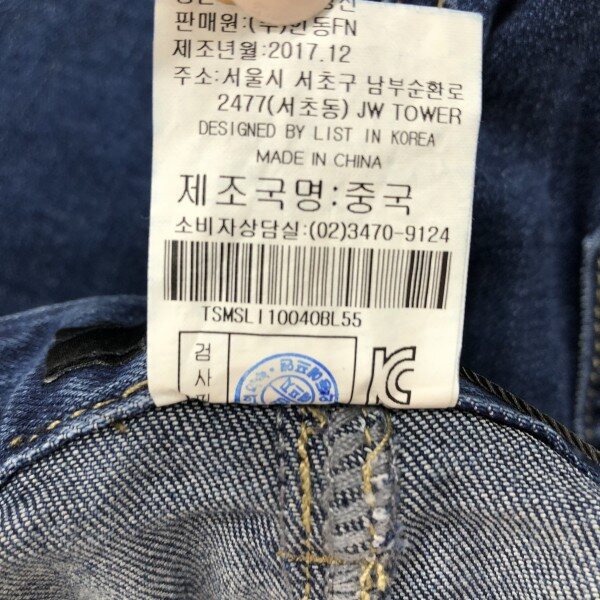 판매원:(주)한동FN
제조년월:2017.12
주소:서울시 서초구 남부순환로
2477(서초동) JW TOWER
DESIGNED BY LIST IN KOREA
MADE IN CHINA
제조국명:중국
소비자상담실:(02)3470-9124
TSMSLI10040BL55
검
사